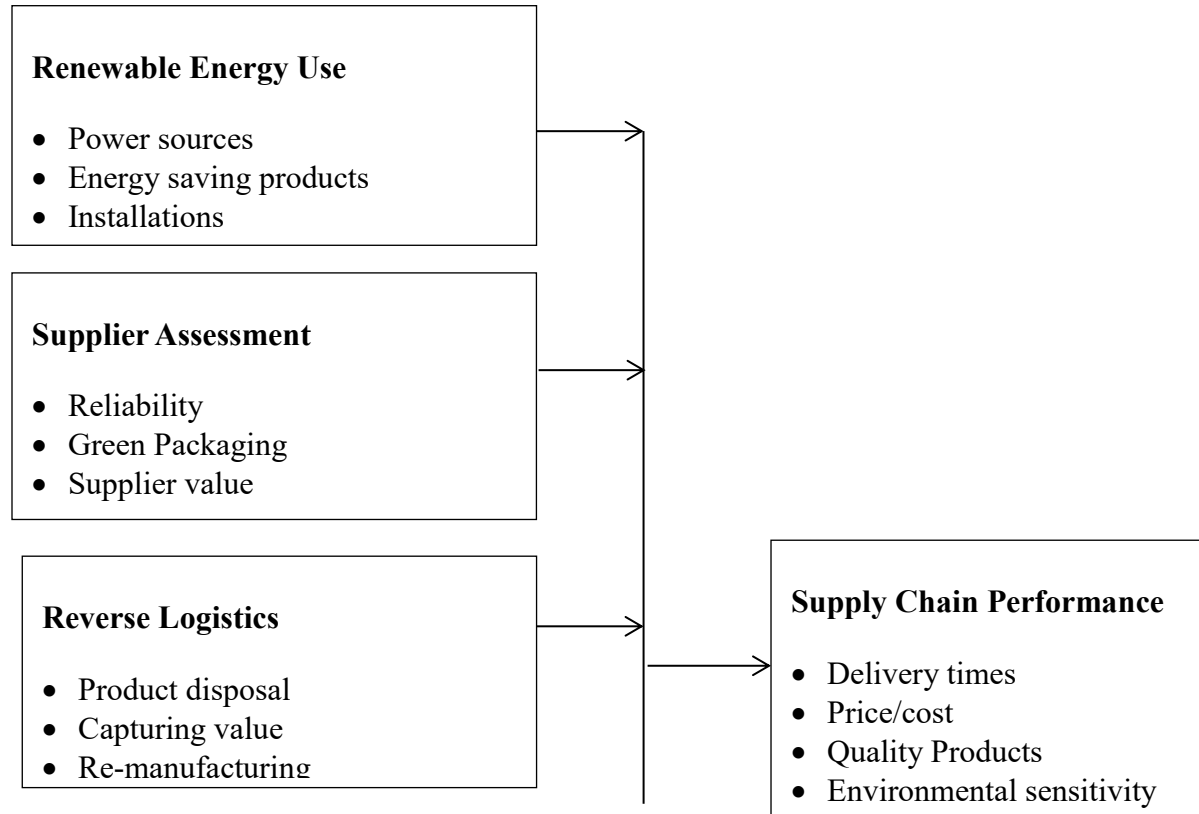 Renewable Energy Use
• Power sources
• Energy saving products
• Installations
Supplier Assessment
• Reliability
• Green Packaging
• Supplier value
Reverse Logistics
• Product disposal
• Capturing value
• Re-manufacturing
Supply Chain Performance
• Delivery times
• Price/cost
• Quality Products
• Environmental sensitivity